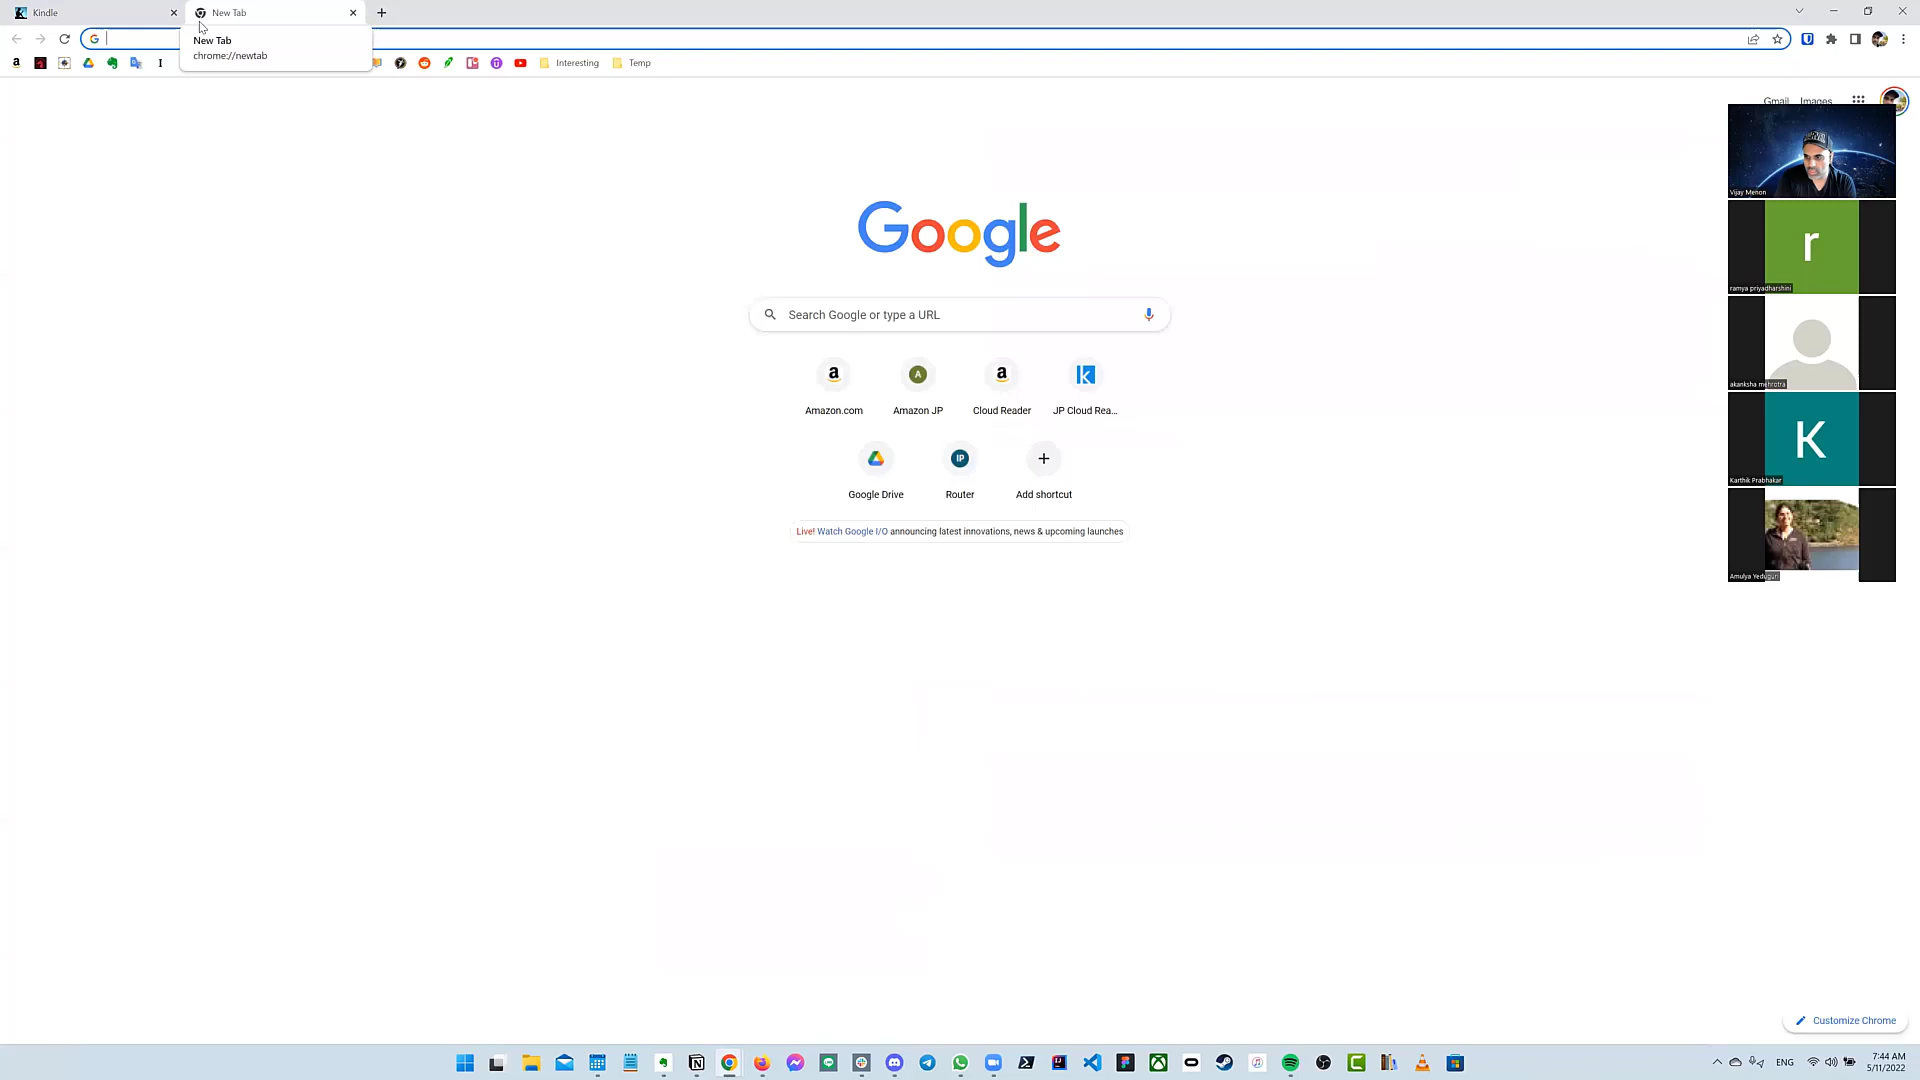 Kindle
New Tab
New Tab
chrome://newtab
Interesting
Temp
Gmail
Images
Google
Search Google or type a URL
Amazon.com
Amazon JP
Cloud Reader
JP Cloud Rea...
Google Drive
Router
Add shortcut
Live! Watch Google I/O announcing latest innovations, news & upcoming launches
Vijay Menon
r
ramya priyadharshini
akanksha mehrotra
K
Karthik Prabhakar
Amulya Yeduguri
Customize Chrome
ENG
7:44 AM
5/11/2022